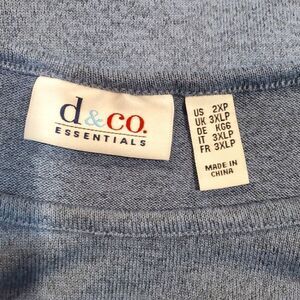 d&co.
ESSENTIALS
US 2XP
UK 3XLP
DE KG6
IT 3XLP
FR 3XLP
MADE IN
CHINA